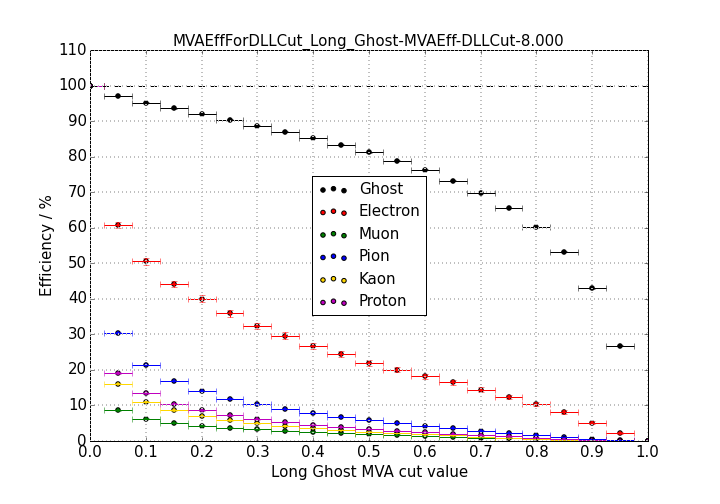 MVAEffForDLLCut_Long_Ghost-MVAEff-DLLCut-8.000
110
100
90
80
70
60
50
40
30
20
10
0
Efficiency / %
Ghost
Electron
Muon
Pion
Kaon
Proton
0.0 0.1 0.2 0.3 0.4 0.5 0.6 0.7 0.8 0.9 1.0
Long Ghost MVA cut value